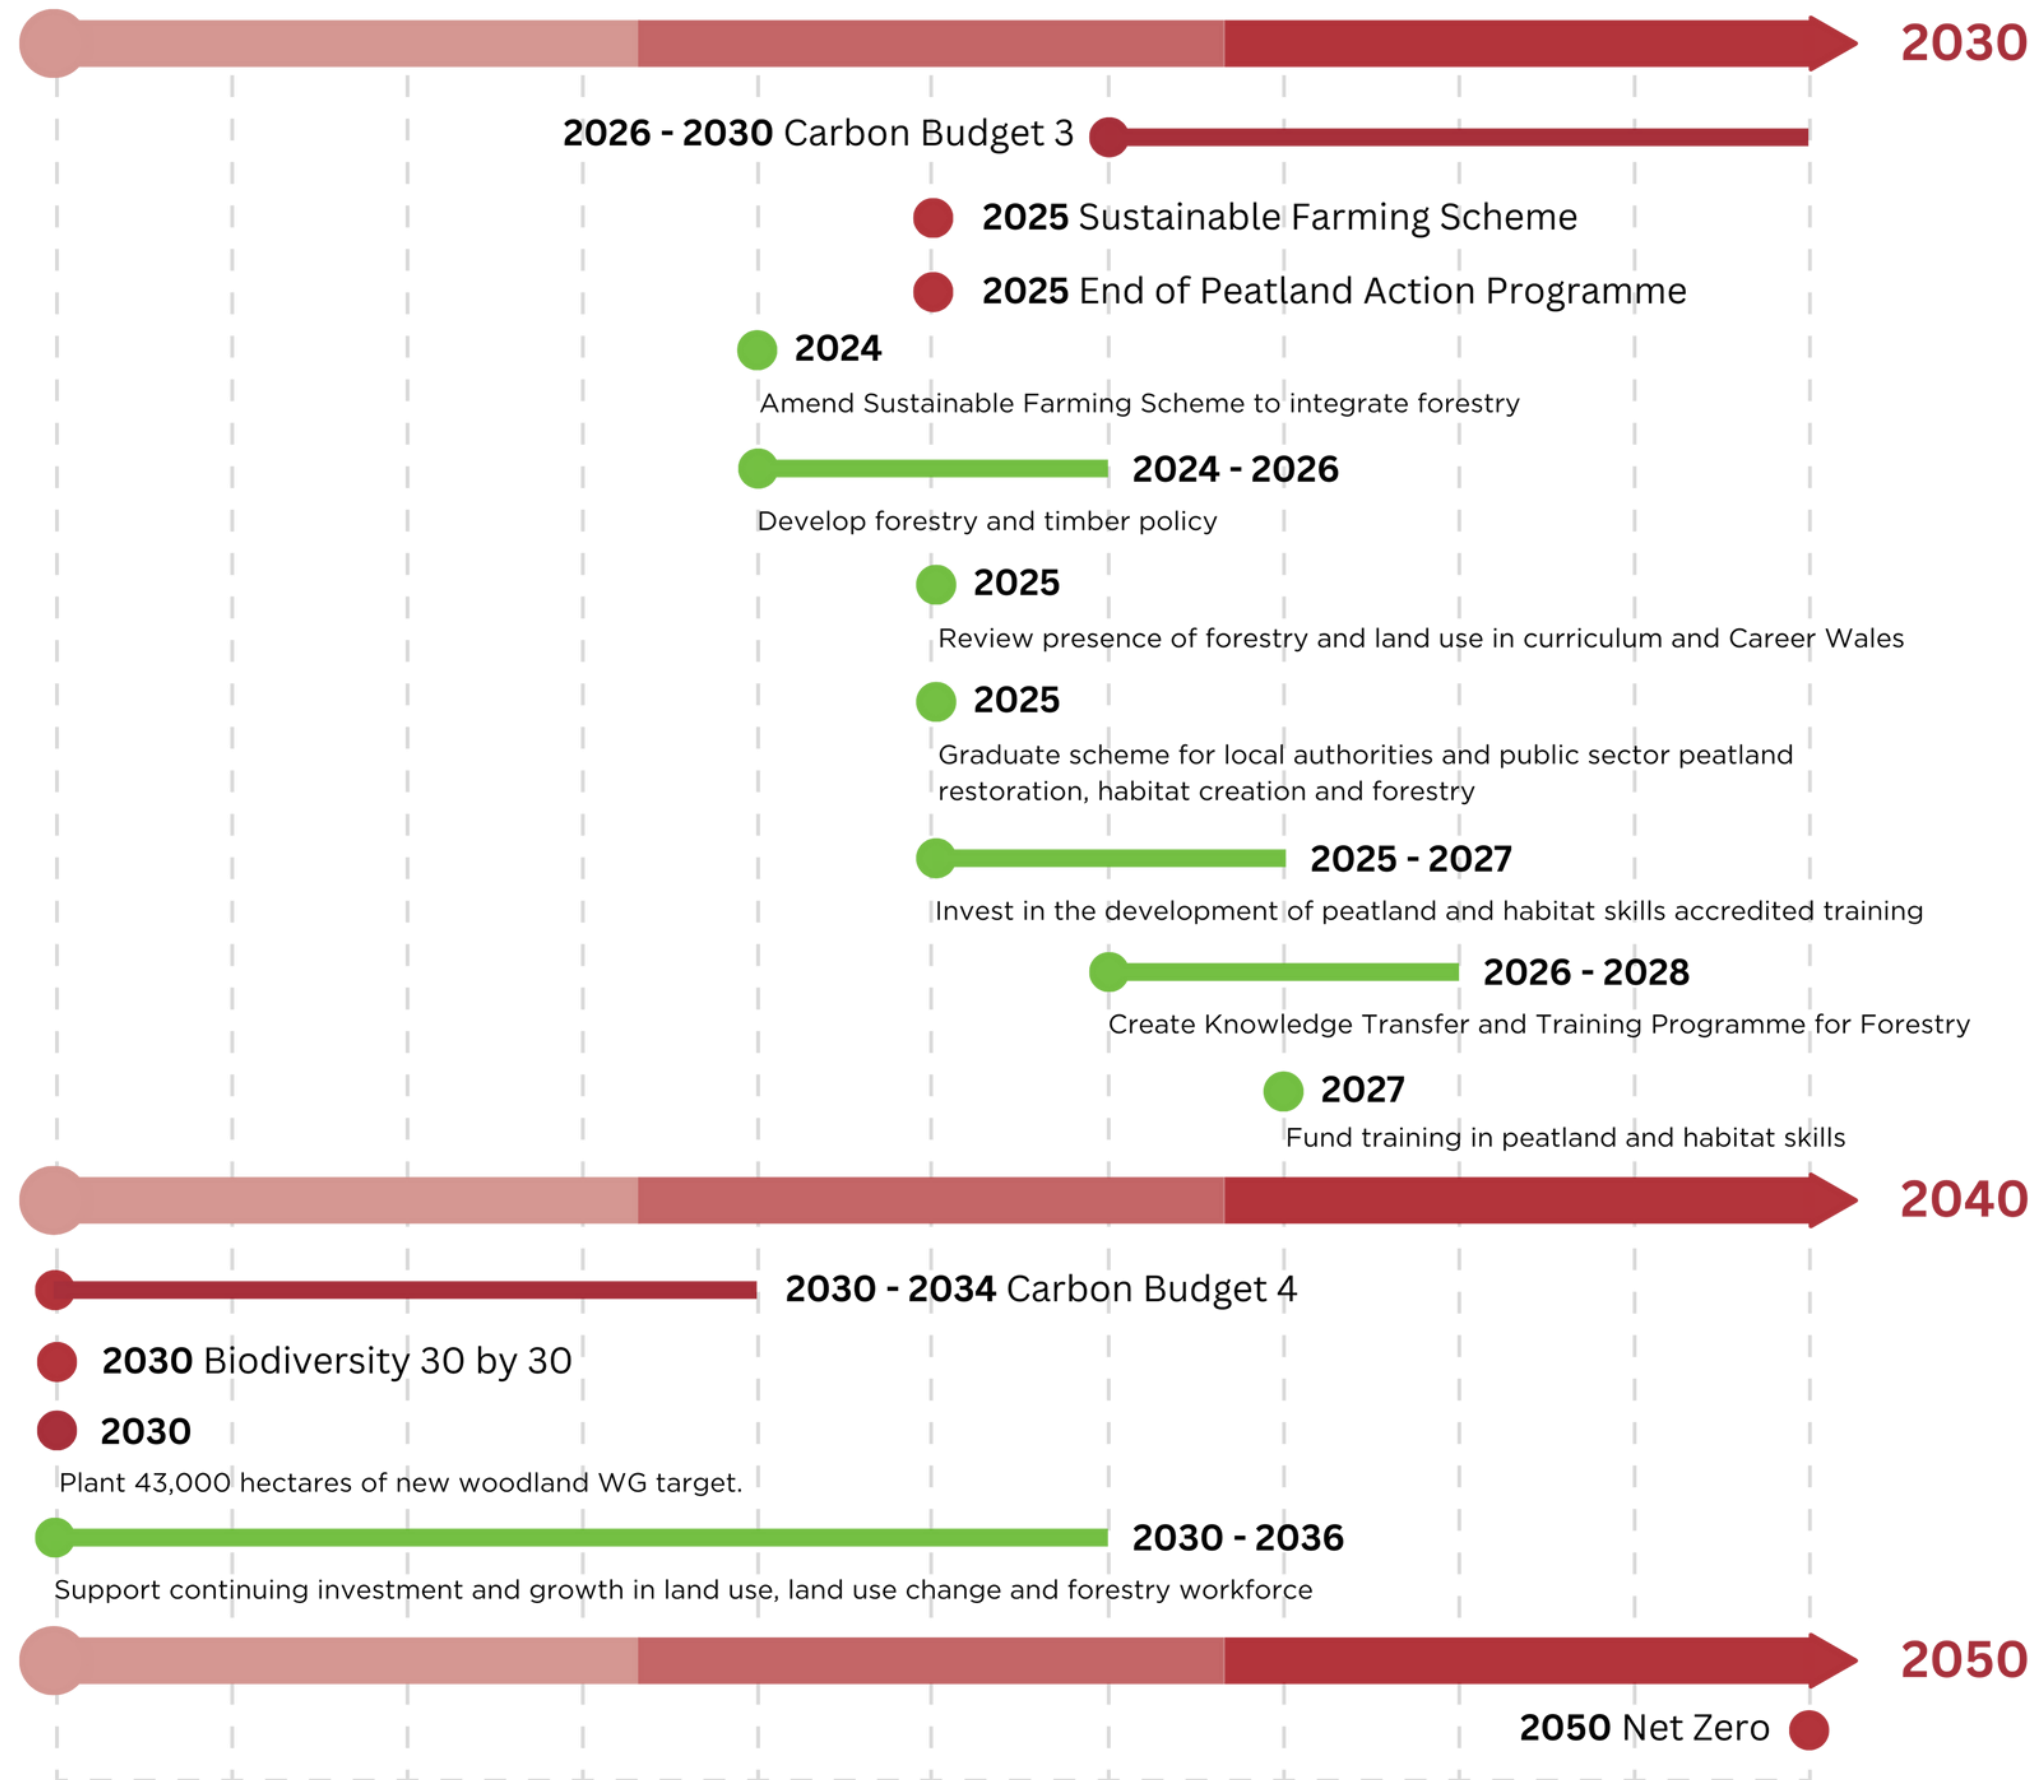 2030
2026 - 2030 Carbon Budget 3
2025 Sustainable Farming Scheme
2025 End of Peatland Action Programme
2024
Amend Sustainable Farming Scheme to integrate forestry
2024 - 2026
Develop forestry and timber policy
2025
Review presence of forestry and land use in curriculum and Career Wales
2025
Graduate scheme for local authorities and public sector peatland
restoration, habitat creation and forestry
2025 - 2027
Invest in the development of peatland and habitat skills accredited training
2026 - 2028
Create Knowledge Transfer and Training Programme for Forestry
2027
Fund training in peatland and habitat skills
2040
2030 - 2034 Carbon Budget 4
2030 Biodiversity 30 by 30
2030
Plant 43,000 hectares of new woodland WG target.
2030 - 2036
Support continuing investment and growth in land use, land use change and forestry workforce
2050
2050 Net Zero